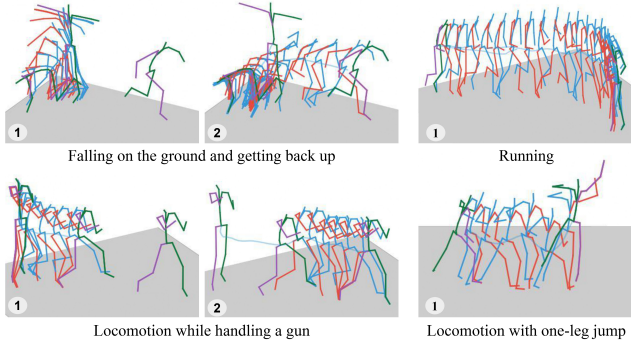 1
2
1
Falling on the ground and getting back up
Running
1
2
1
Locomotion while handling a gun
Locomotion with one-leg jump